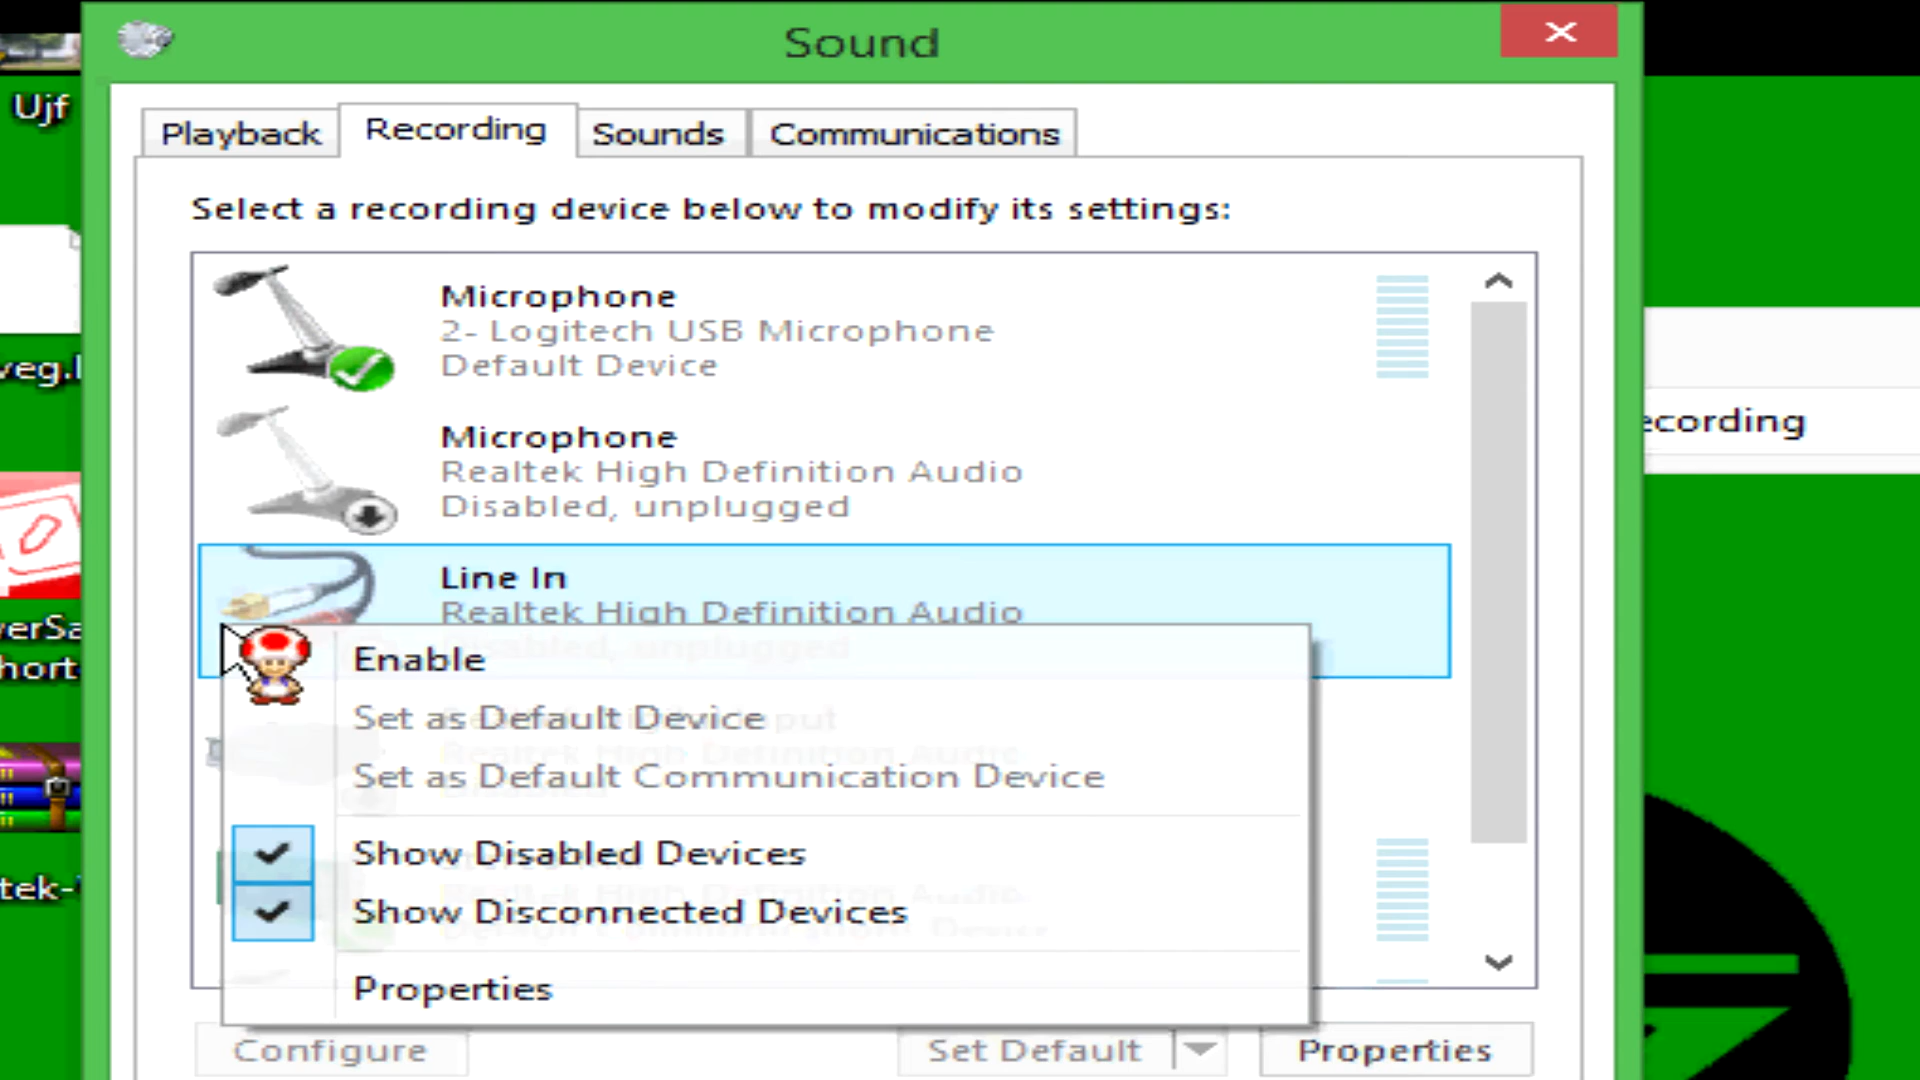 Sound
Ujf
Playback
Recording
Sounds
Communications
Select a recording device below to modify its settings:
Microphone
2- Logitech USB Microphone
Default Device
veg.
ecording
Microphone
Realtek High Definition Audio
Disabled, unplugged
Line In
Realtek High Definition Audio
Disabled, unplugged
verSa
hort
Enable
Set as Default Device
Set as Default Communication Device
Show Disabled Devices
tek-
Show Disconnected Devices
Properties
Configure
Set Default
Properties